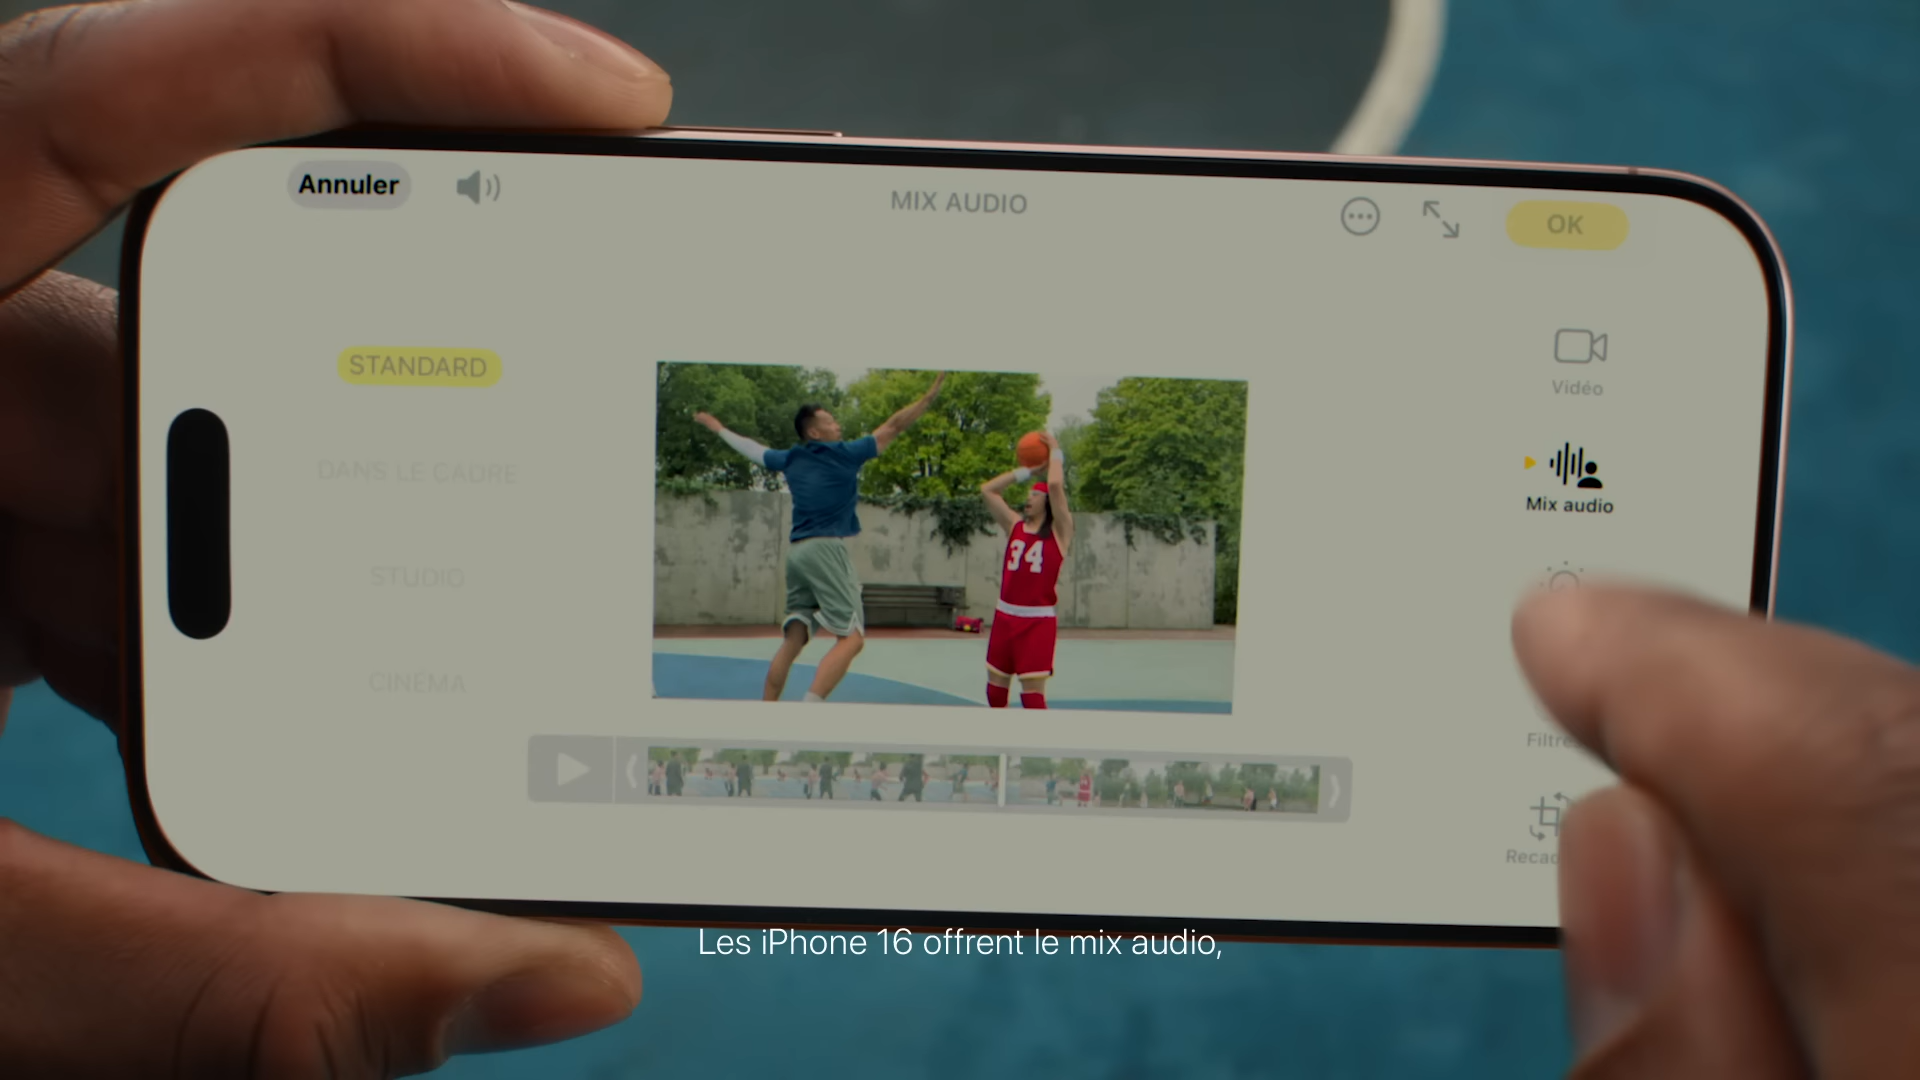 Annuler
MIX AUDIO
OK
STANDARD
DANS LE CADRE
STUDIO
CINÉMA
34
Vidéo
Mix audio
Les iPhone 16 offrent le mix audio,